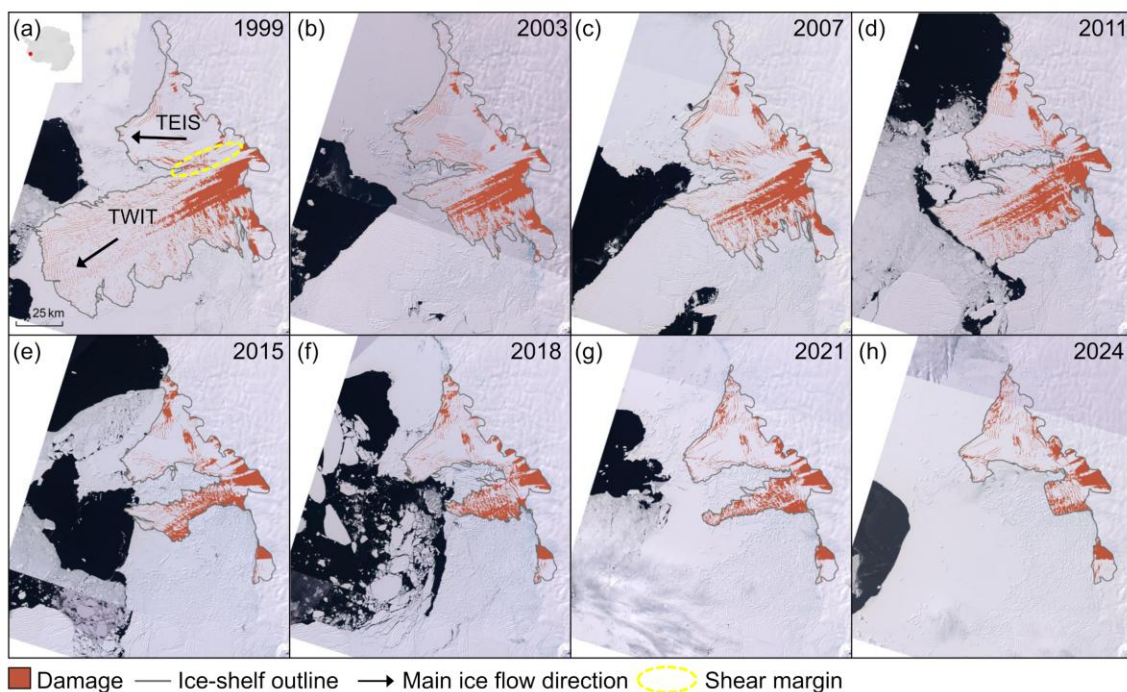 (a) 1999
(b) 2003
(c) 2007
(d) 2011
TEIS
TWIT
25 km
(e) 2015
(f) 2018
(g) 2021
(h) 2024
Damage Ice-shelf outline Main ice flow direction Shear margin